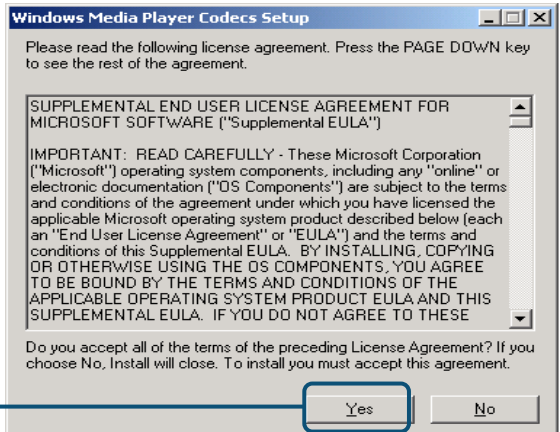 Windows Media Player Codecs Setup
Please read the following license agreement. Press the PAGE DOWN key
to see the rest of the agreement.
SUPPLEMENTAL END USER LICENSE AGREEMENT FOR
MICROSOFT SOFTWARE ("Supplemental EULA")
IMPORTANT: READ CAREFULLY - These Microsoft Corporation
("Microsoft") operating system components, including any "online" or
electronic documentation ("OS Components") are subject to the terms
and conditions of the agreement under which you have licensed the
applicable Microsoft operating system product described below (each
an "End User License Agreement" or "EULA") and the terms and
conditions of this Supplemental EULA. BY INSTALLING, COPYING
OR OTHERWISE USING THE OS COMPONENTS, YOU AGREE
TO BE BOUND BY THE TERMS AND CONDITIONS OF THE
APPLICABLE OPERATING SYSTEM PRODUCT EULA AND THIS
SUPPLEMENTAL EULA. IF YOU DO NOT AGREE TO THESE
Do you accept all of the terms of the preceding License Agreement? If you
choose No, Install will close. To install you must accept this agreement.
Yes No